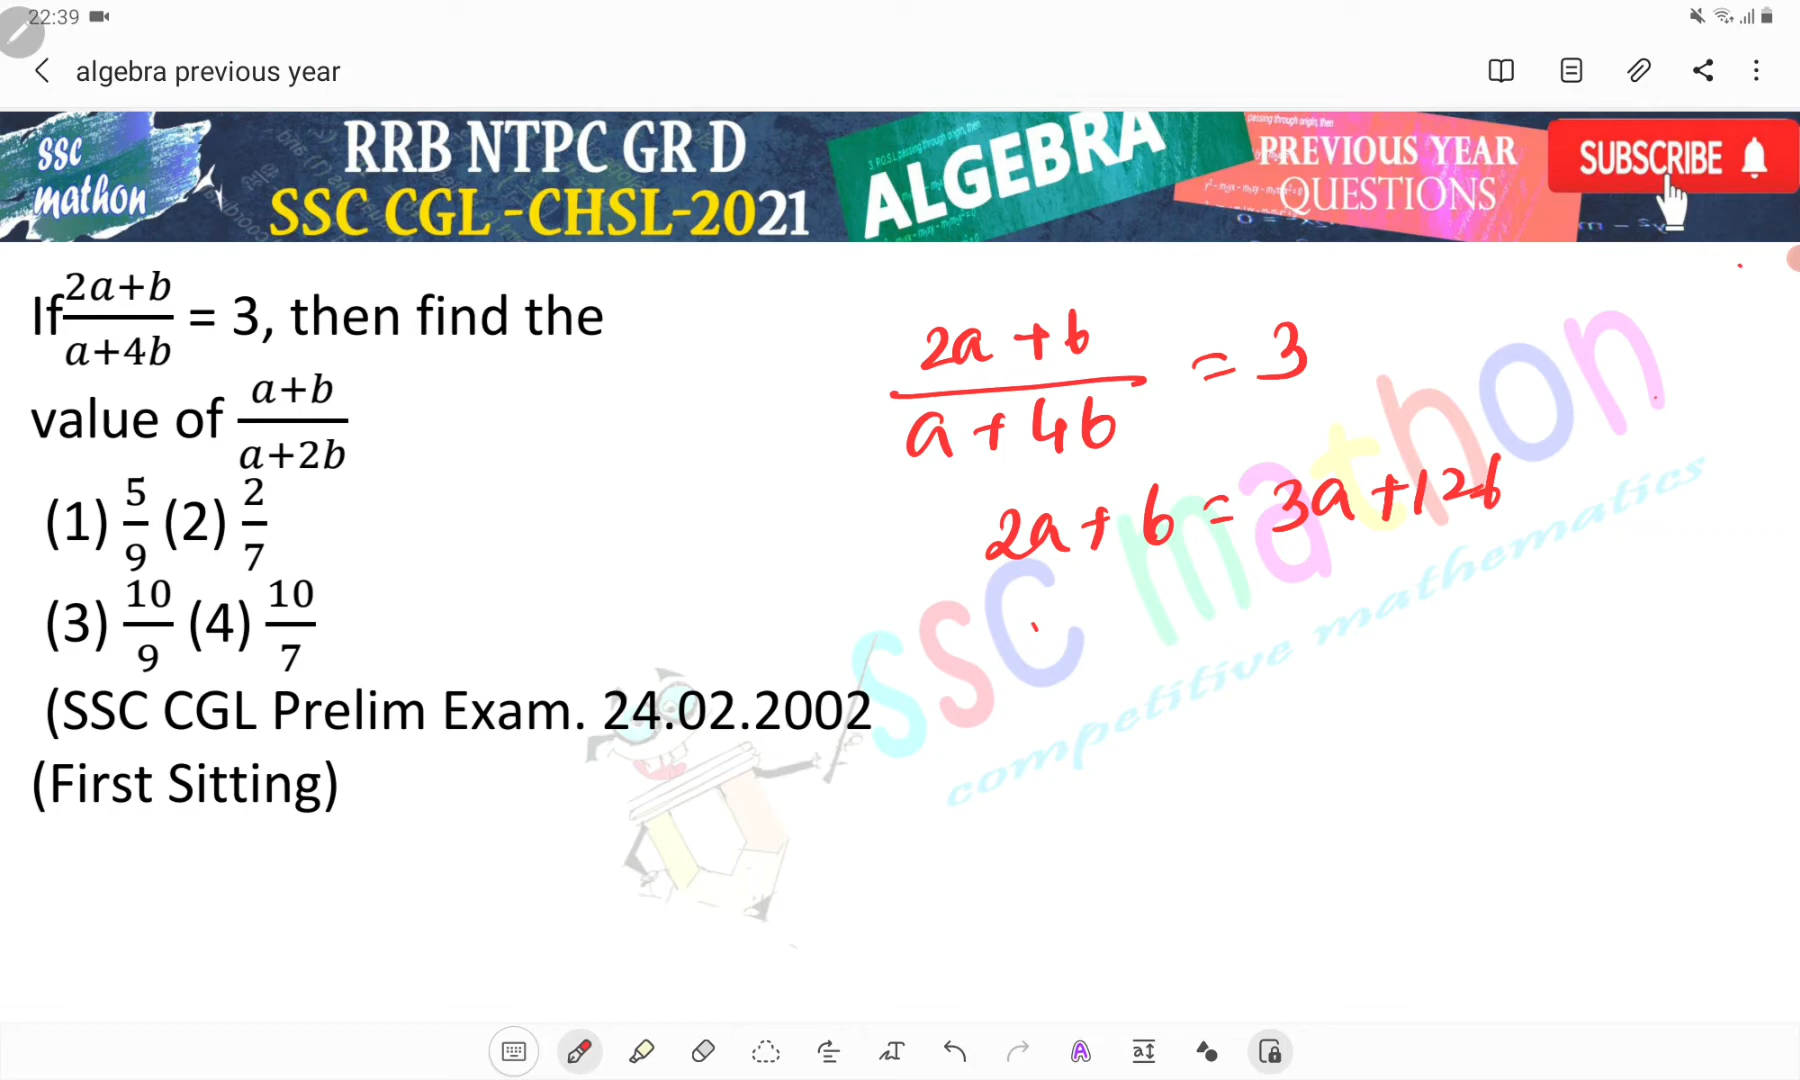 22:39
algebra previous year
ssc mathon
RRB NTPC GR D
SSC CGL -CHSL-2021
ALGEBRA
PREVIOUS YEAR
QUESTIONS
SUBSCRIBE
If (2a+b)/(a+4b) = 3, then find the
value of (a+b)/(a+2b)
(1) 5/9 (2) 2/7
(3) 10/9 (4) 10/7
(SSC CGL Prelim Exam. 24.02.2002
(First Sitting)
(2a + b)/(a + 4b) = 3
2a + b = 3a + 12b
SSC mathon
competitive mathematics